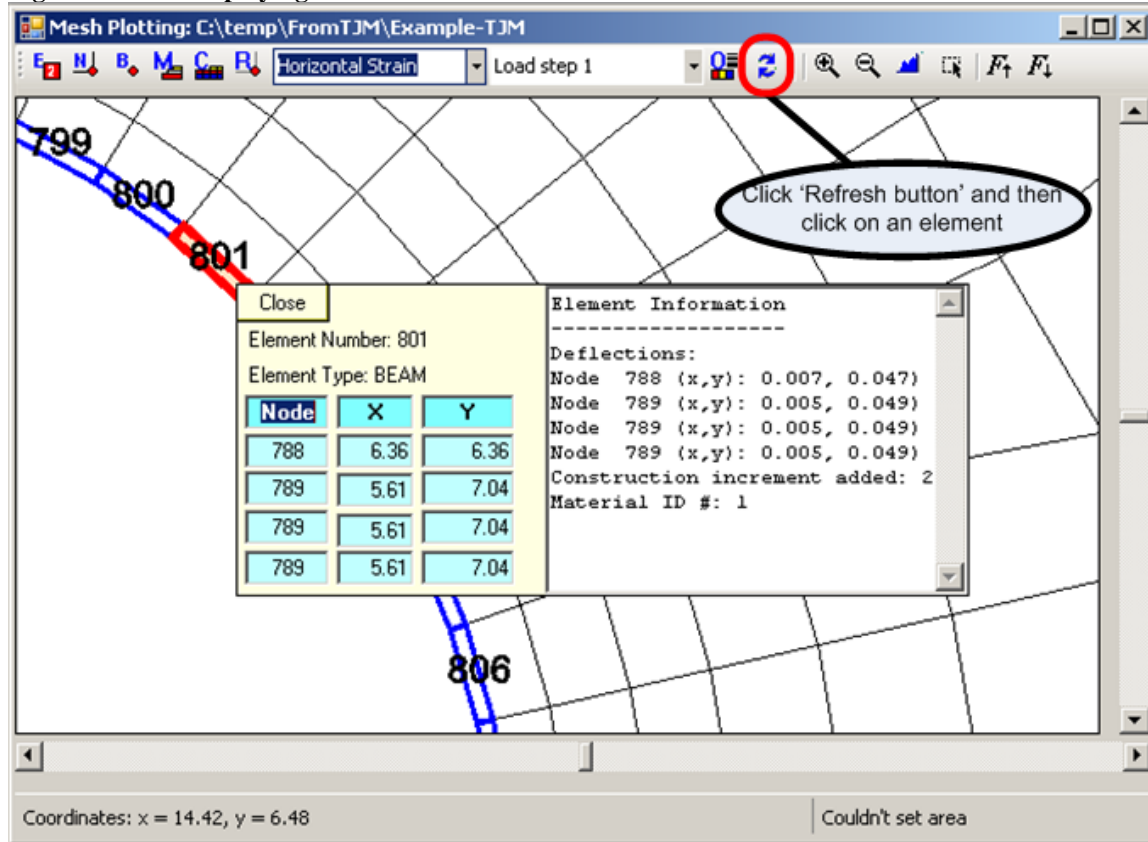 Mesh Plotting: C:\temp\FromTJM\Example-TJM
E 2 N B M C R Horizontal Strain Load step 1 F F
799
800
801
Click ‘Refresh button’ and then
click on an element
Close
Element Number: 801
Element Type: BEAM
Node X Y
788 6.36 6.36
789 5.61 7.04
789 5.61 7.04
789 5.61 7.04
Element Information
-------------------
Deflections:
Node 788 (x,y): 0.007, 0.047)
Node 789 (x,y): 0.005, 0.049)
Node 789 (x,y): 0.005, 0.049)
Node 789 (x,y): 0.005, 0.049)
Construction increment added: 2
Material ID #: 1
806
Coordinates: x = 14.42, y = 6.48
Couldn't set area